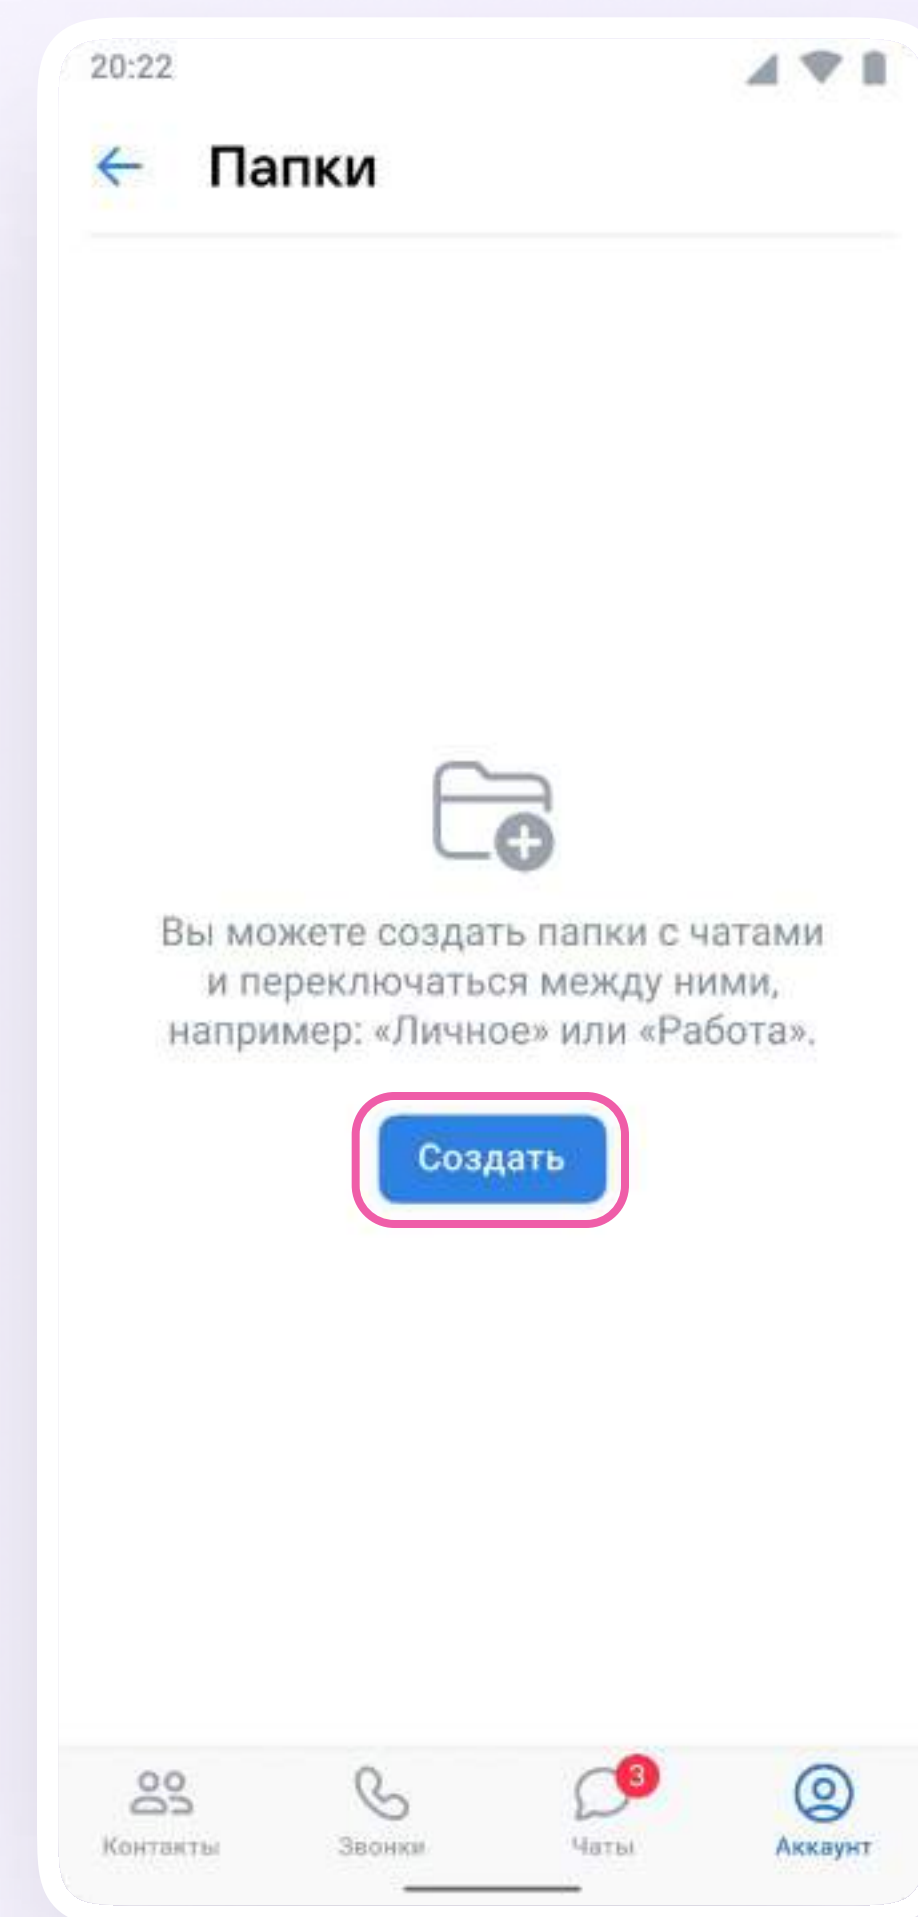 20:22
Папки
Вы можете создать папки с чатами
и переключаться между ними,
например: «Личное» или «Работа».
Создать
3
Контакты
Звонки
Чаты
Аккаунт